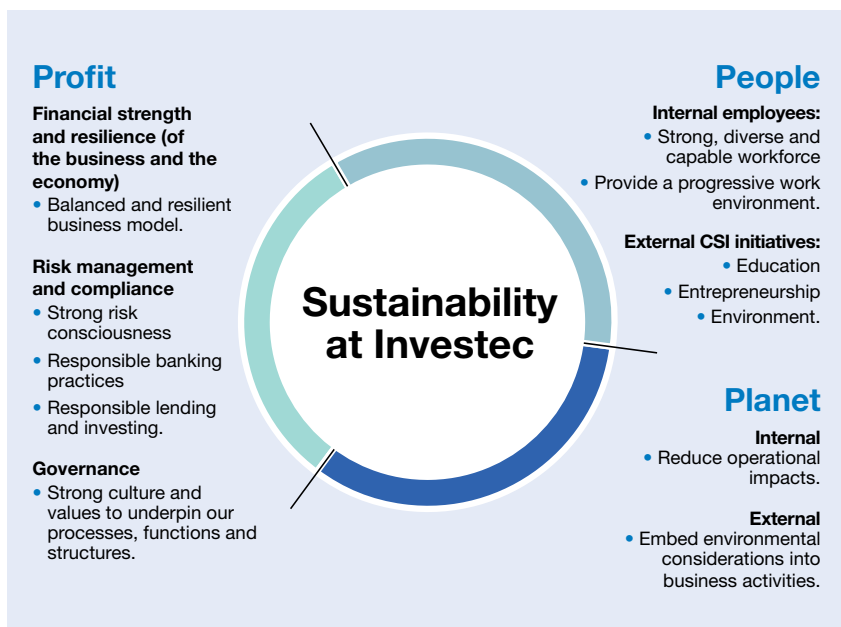 Profit
Financial strength
and resilience (of
the business and the
economy)
• Balanced and resilient
business model.
Risk management
and compliance
• Strong risk
consciousness
• Responsible banking
practices
• Responsible lending
and investing.
Governance
• Strong culture and
values to underpin our
processes, functions and
structures.
Sustainability
at Investec
People
Internal employees:
• Strong, diverse and
capable workforce
• Provide a progressive work
environment.
External CSI initiatives:
• Education
• Entrepreneurship
• Environment.
Planet
Internal
• Reduce operational
impacts.
External
• Embed environmental
considerations into
business activities.